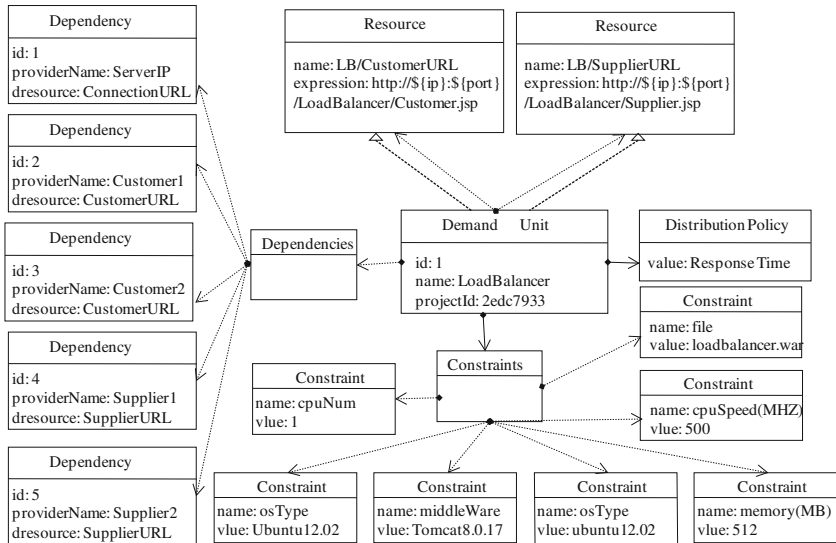 Dependency
id: 1
providerName: ServerIP
dresource: ConnectionURL
Dependency
id: 2
providerName: Customer1
dresource: CustomerURL
Dependency
id: 3
providerName: Customer2
dresource: CustomerURL
Dependency
id: 4
providerName: Supplier1
dresource: SupplierURL
Dependency
id: 5
providerName: Supplier2
dresource: SupplierURL
Dependencies
Resource
name: LB/CustomerURL
expression: http://${ip}:${port}
/LoadBalancer/Customer.jsp
Resource
name: LB/SupplierURL
expression: http://${ip}:${port}
/LoadBalancer/Supplier.jsp
Demand Unit
id: 1
name: LoadBalancer
projectId: 2edc7933
Distribution Policy
value: Response Time
Constraint
name: file
value: loadbalancer.war
Constraints
Constraint
name: cpuNum
vlue: 1
Constraint
name: cpuSpeed(MHZ)
vlue: 500
Constraint
name: osType
vlue: Ubuntu12.02
Constraint
name: middleWare
vlue: Tomcat8.0.17
Constraint
name: osType
vlue: ubuntu12.02
Constraint
name: memory(MB)
vlue: 512